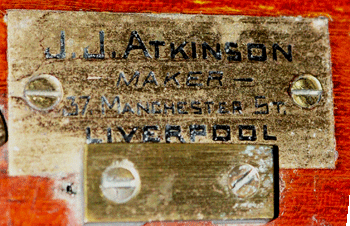 J.J. ATKINSON
– MAKER –
37 MANCHESTER ST.
LIVERPOOL